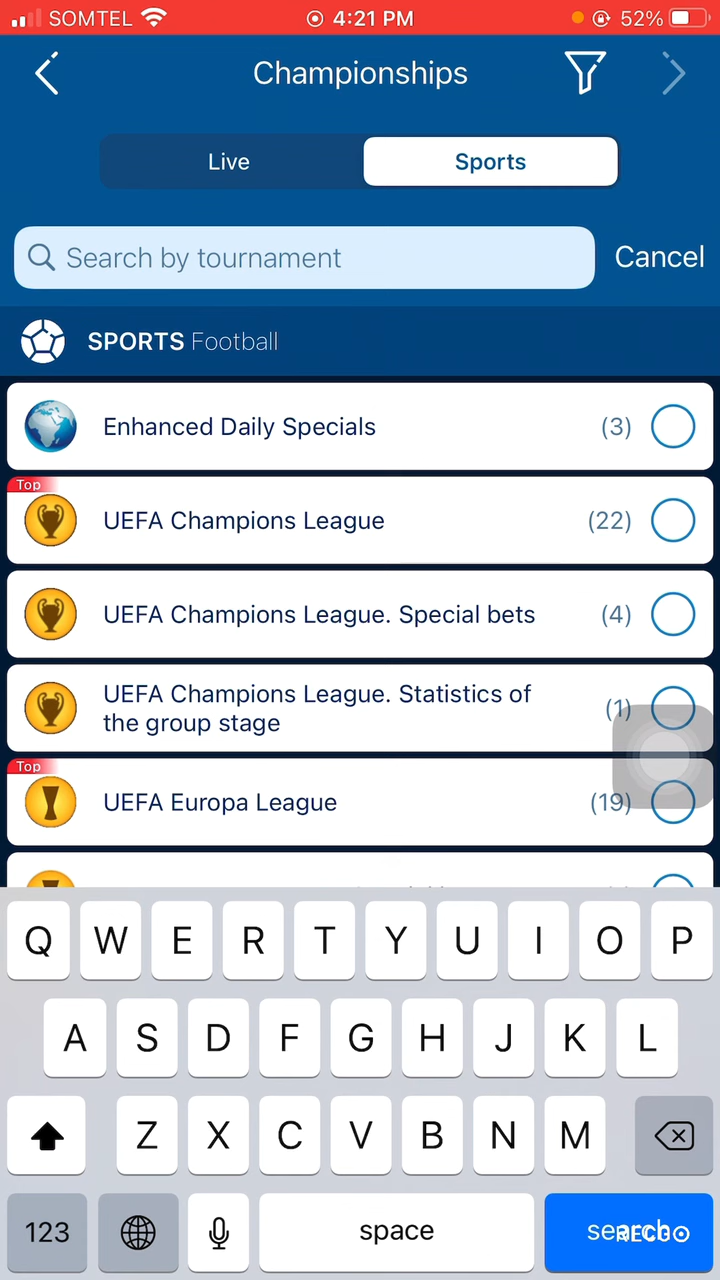 SOMTEL 4:21 PM 52%
Championships
Live Sports
Search by tournament Cancel
SPORTS Football
Enhanced Daily Specials (3)
Top
UEFA Champions League (22)
UEFA Champions League. Special bets (4)
UEFA Champions League. Statistics of
the group stage (1)
Top
UEFA Europa League (19)
Q W E R T Y U I O P
A S D F G H J K L
Z X C V B N M
123 space search
RECGO